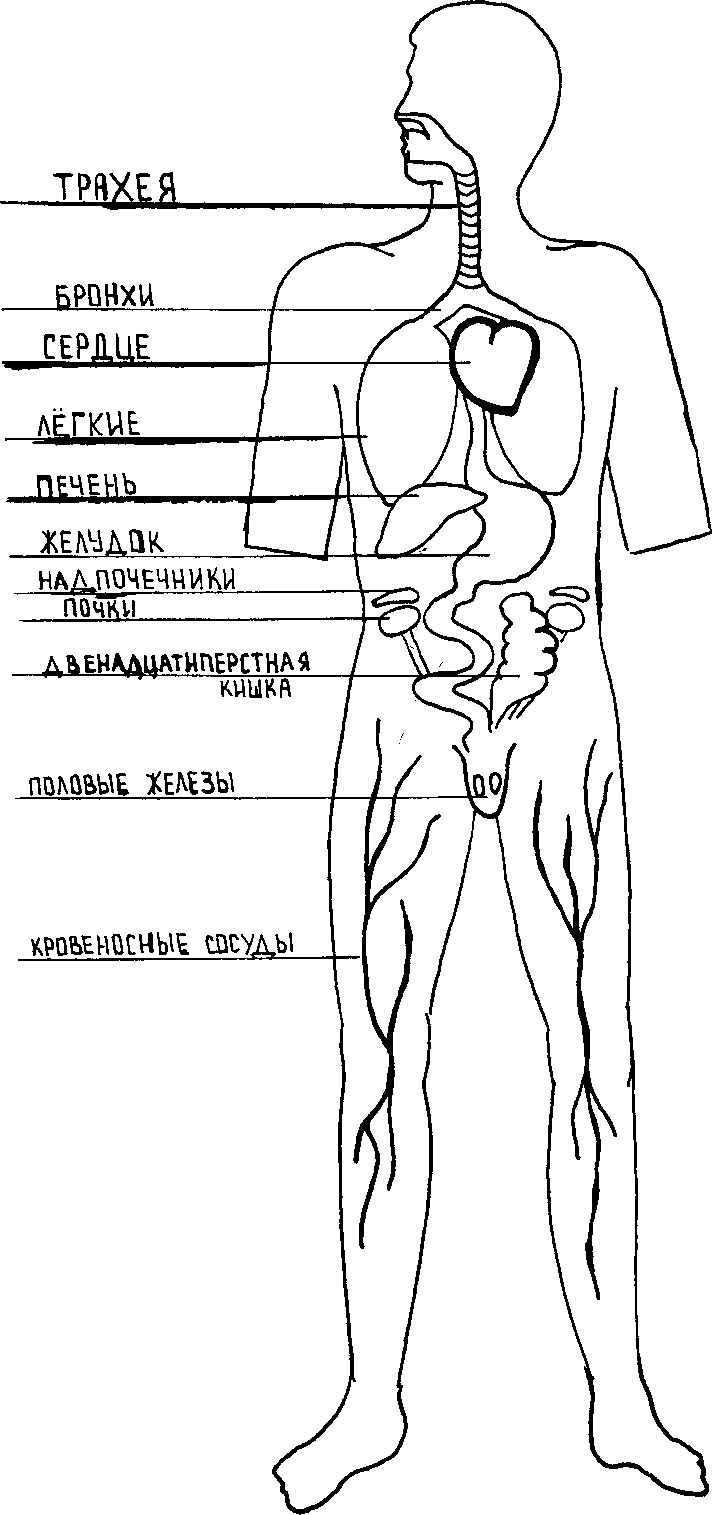 ТРАХЕЯ
БРОНХИ
СЕРДЦЕ
ЛЁГКИЕ
ПЕЧЕНЬ
ЖЕЛУДОК
НАДПОЧЕЧНИКИ
ПОЧКИ
ДВЕНАДЦАТИПЕРСТНАЯ
КИШКА
ПОЛОВЫЕ ЖЕЛЕЗЫ
КРОВЕНОСНЫЕ СОСУДЫ